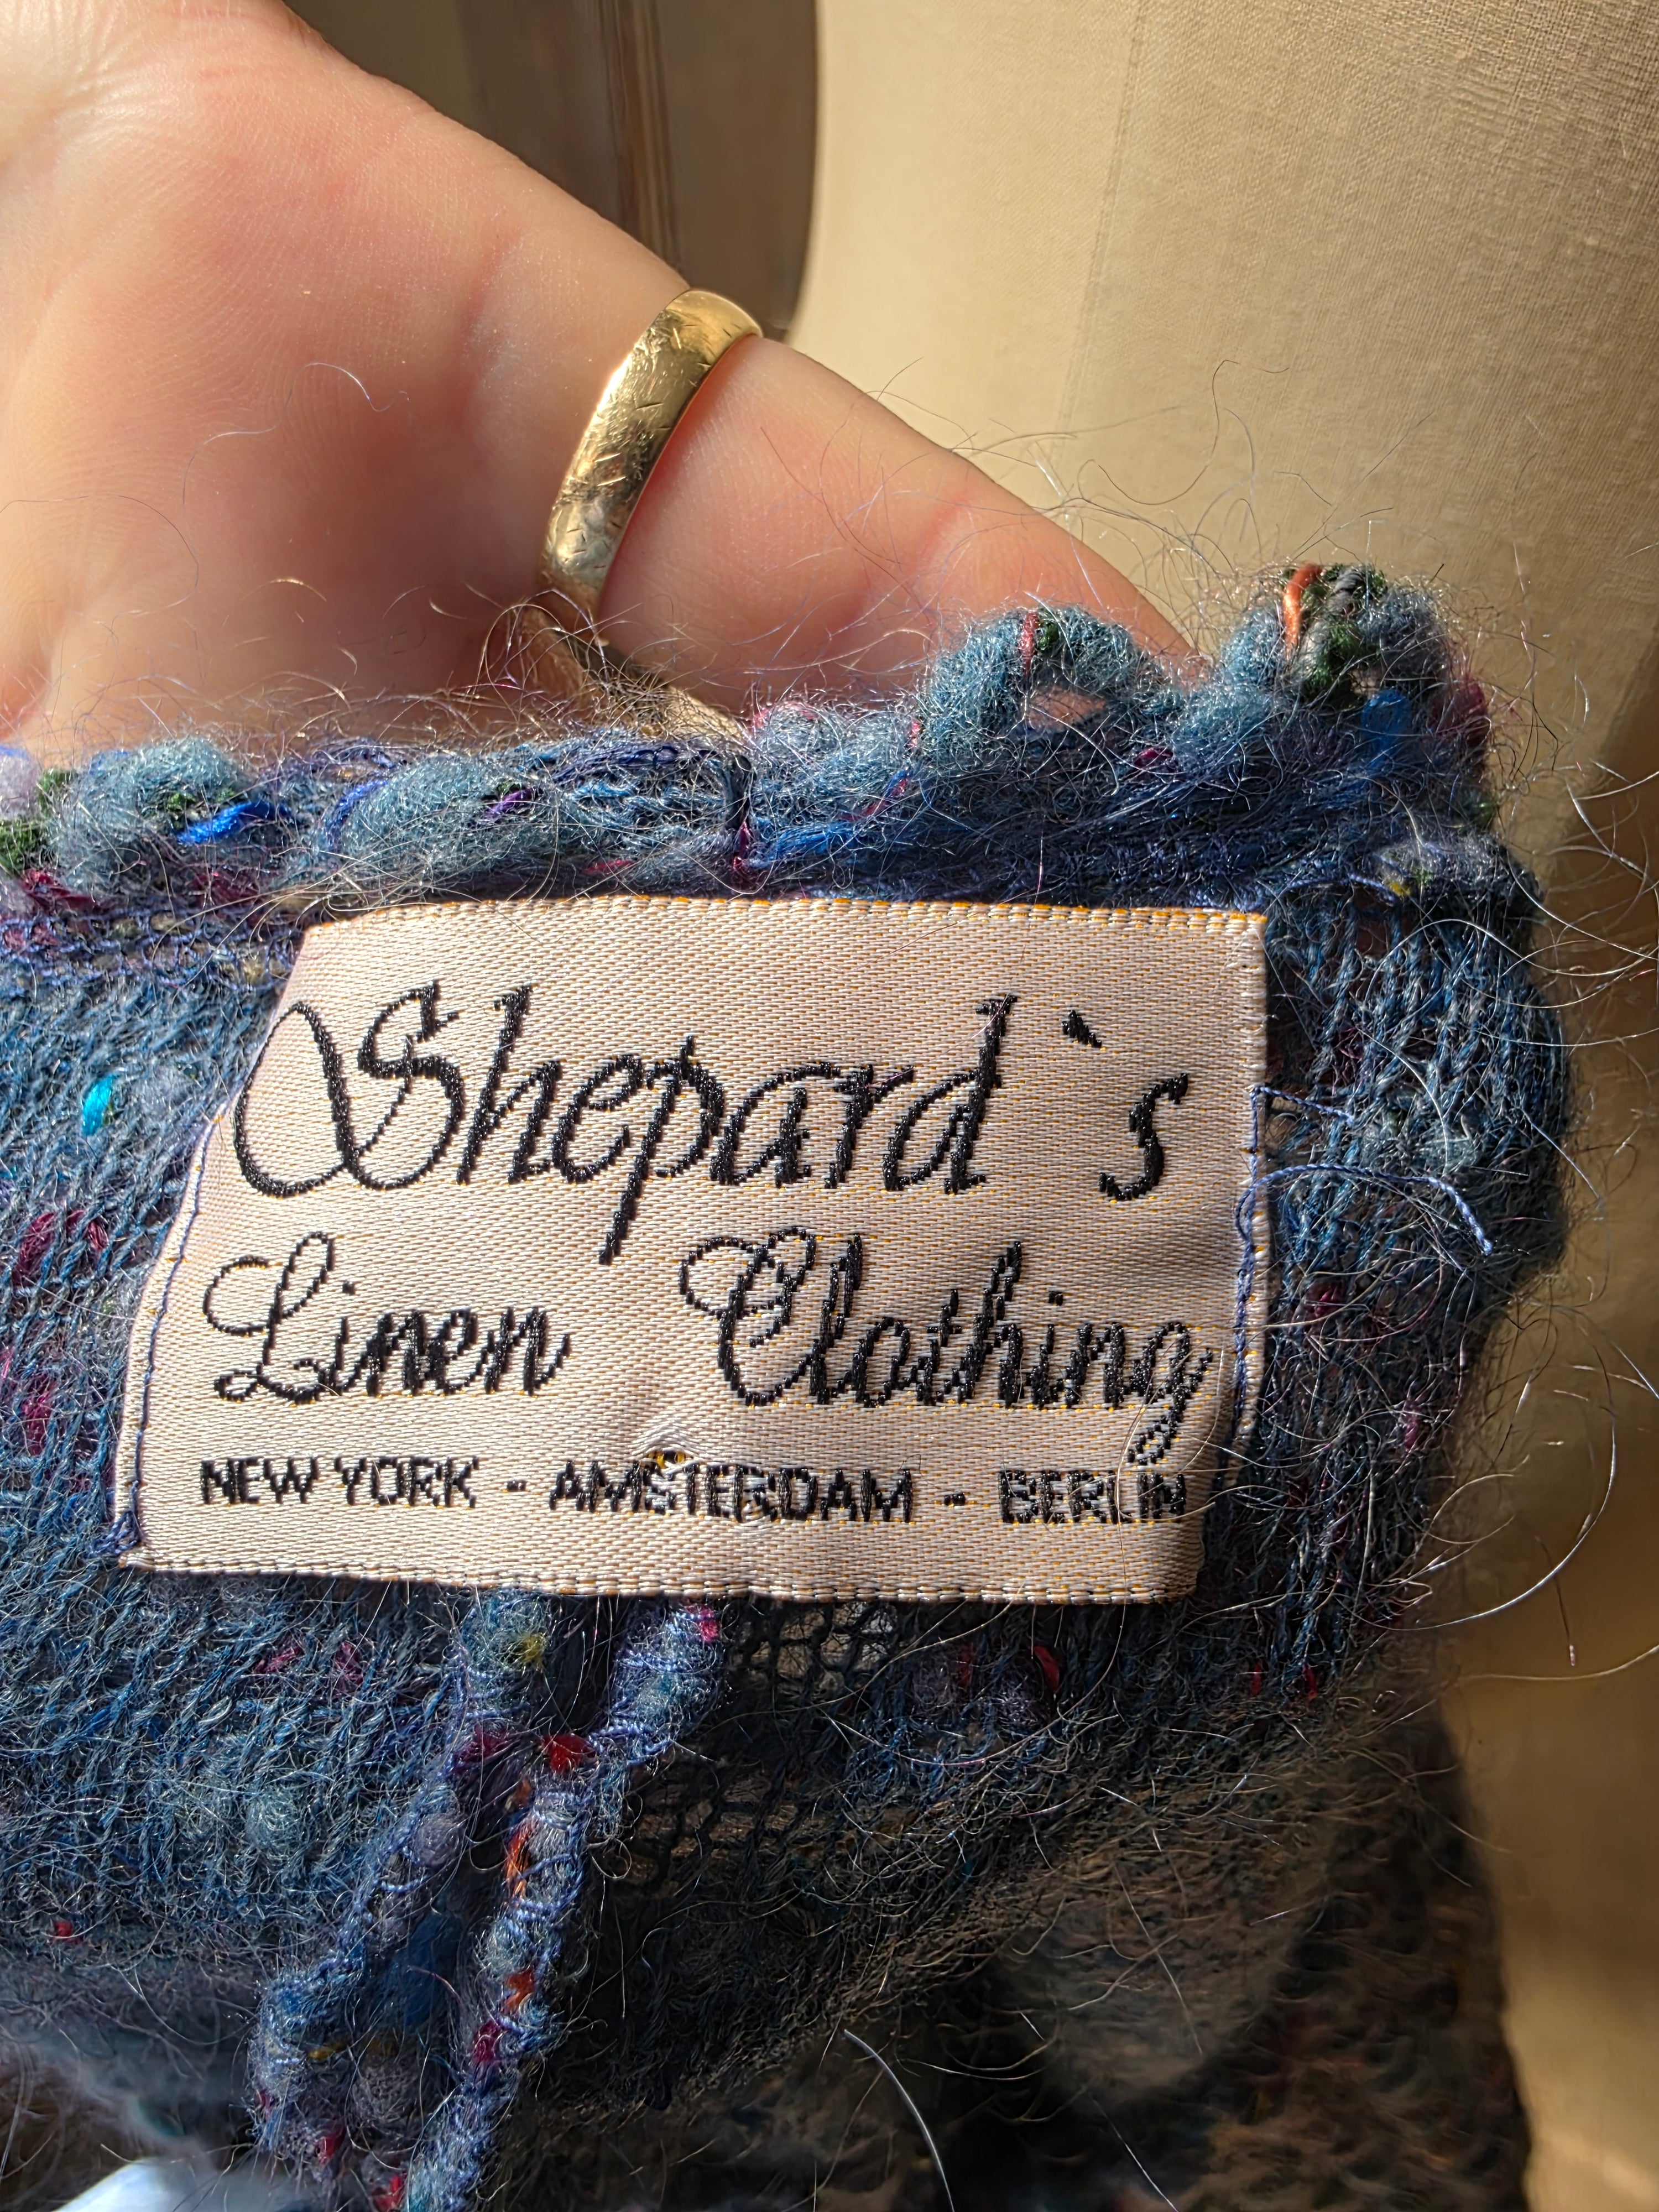 Shepard`s
Linen Clothing
NEW YORK - AMSTERDAM - BERLIN